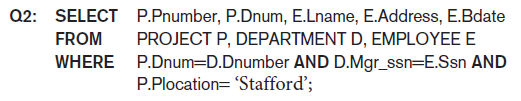 Q2: SELECT P.Pnumber, P.Dnum, E.Lname, E.Address, E.Bdate
FROM PROJECT P, DEPARTMENT D, EMPLOYEE E
WHERE P.Dnum=D.Dnumber AND D.Mgr_ssn=E.Ssn AND
P.Plocation= ‘Stafford’;